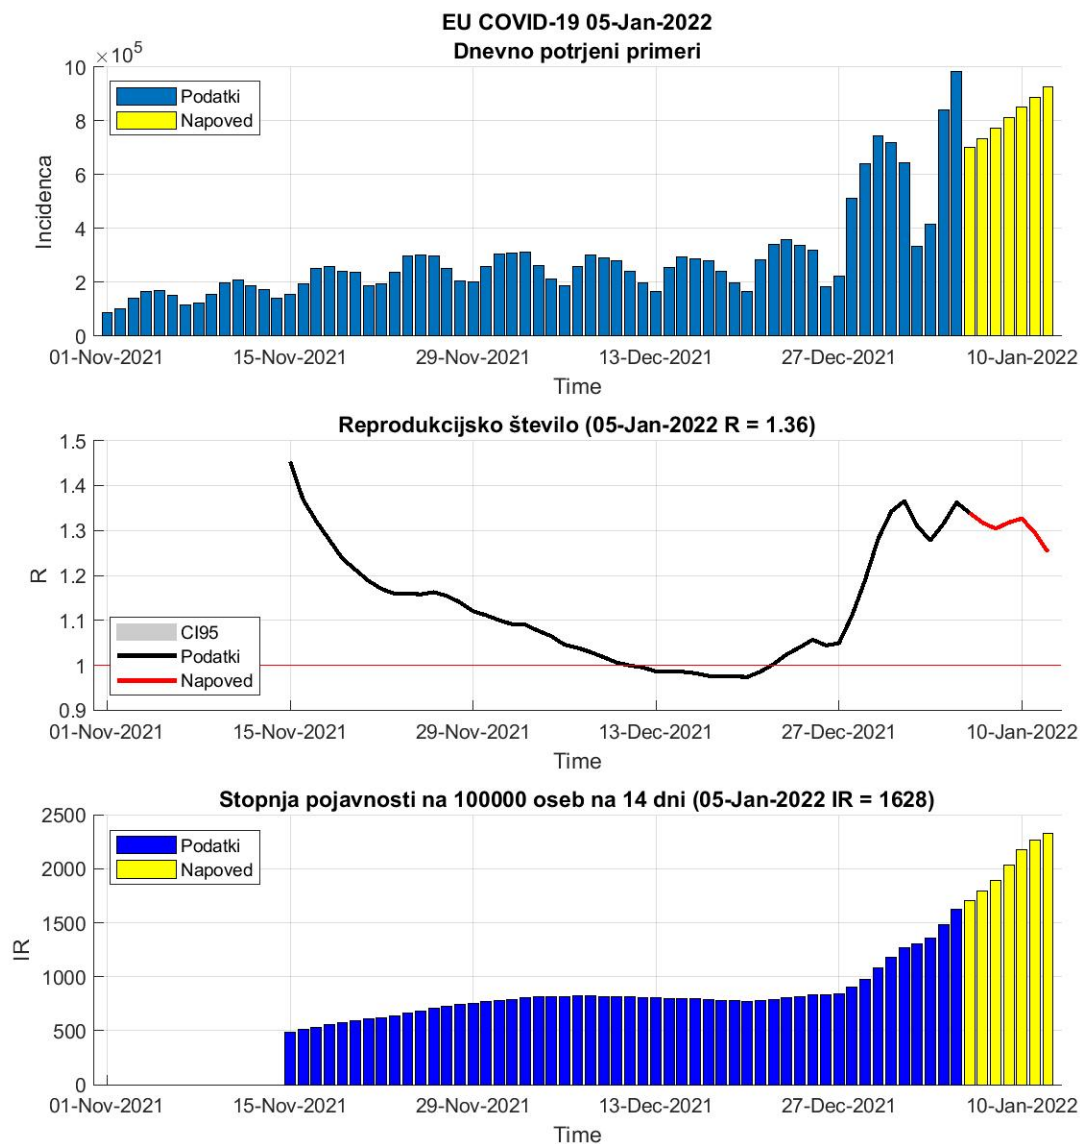 EU COVID-19 05-Jan-2022
Dnevno potrjeni primeri
×10⁵
10
8
6
4
2
0
Incidenca
Podatki
Napoved
01-Nov-2021 15-Nov-2021 29-Nov-2021 13-Dec-2021 27-Dec-2021 10-Jan-2022
Time
Reprodukcijsko število (05-Jan-2022 R = 1.36)
1.5
1.4
1.3
1.2
1.1
1
0.9
R
CI95
Podatki
Napoved
01-Nov-2021 15-Nov-2021 29-Nov-2021 13-Dec-2021 27-Dec-2021 10-Jan-2022
Time
Stopnja pojavnosti na 100000 oseb na 14 dni (05-Jan-2022 IR = 1628)
2500
2000
1500
1000
500
0
IR
Podatki
Napoved
01-Nov-2021 15-Nov-2021 29-Nov-2021 13-Dec-2021 27-Dec-2021 10-Jan-2022
Time